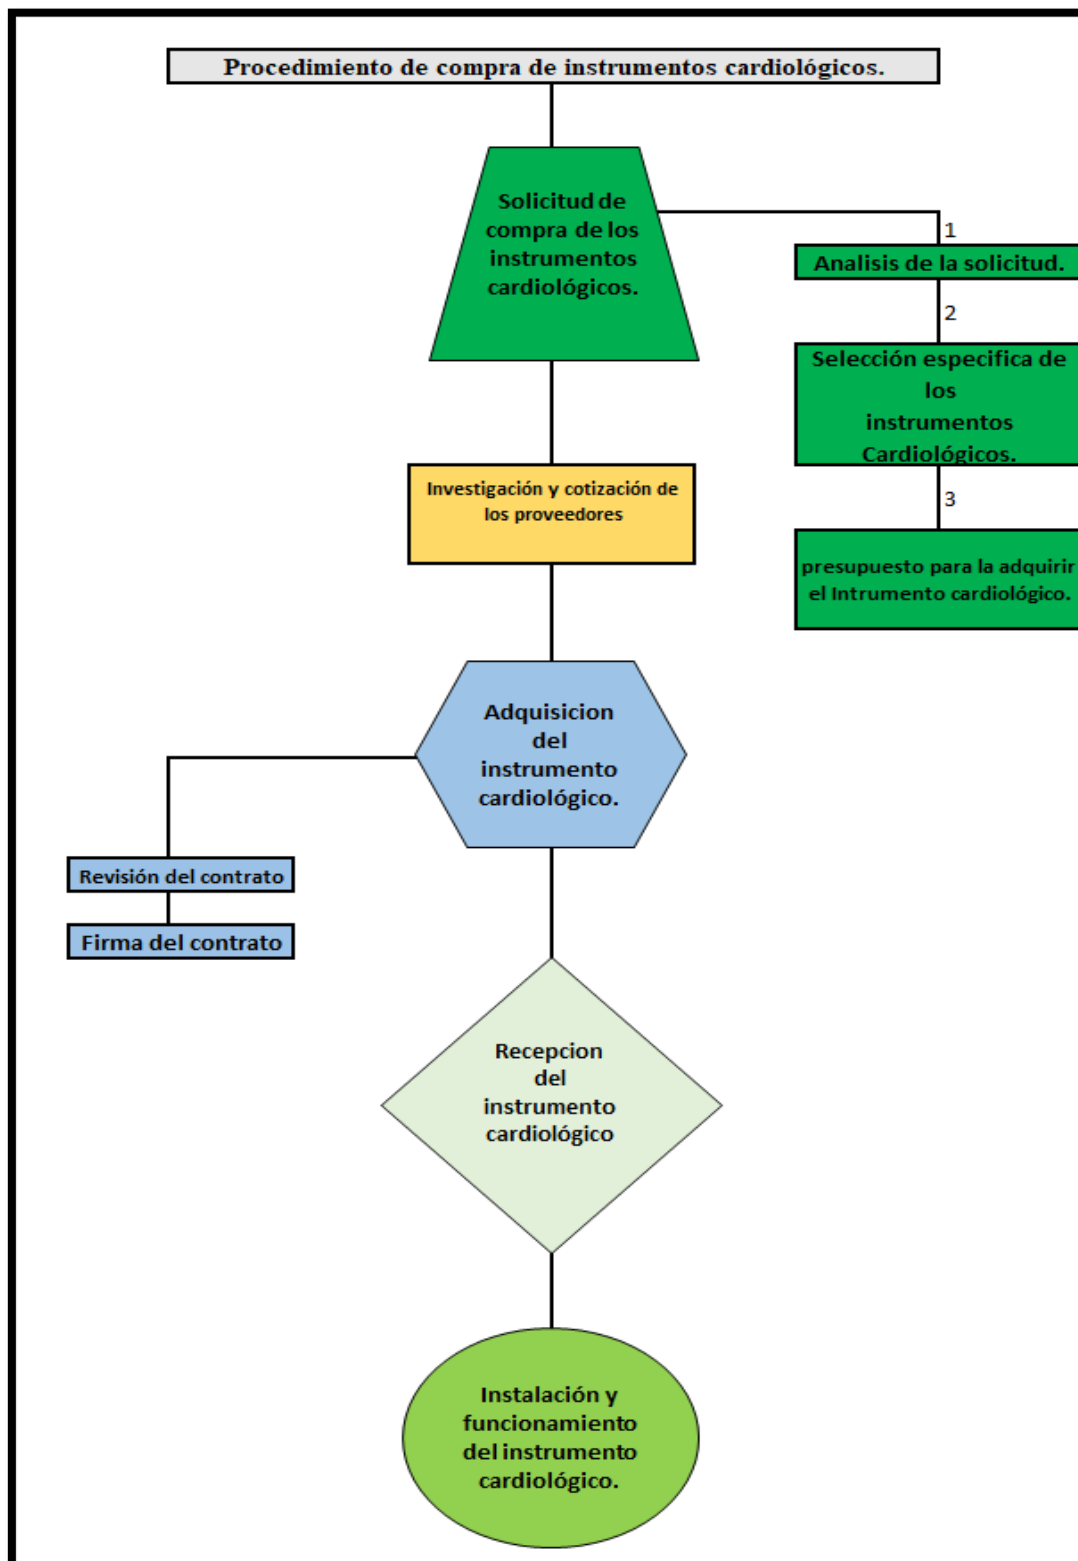 Procedimiento de compra de instrumentos cardiológicos.
Solicitud de
compra de los
instrumentos
cardiológicos.
1
Analisis de la solicitud.
2
Selección especifica de
los
instrumentos
Cardiológicos.
3
presupuesto para la adquirir
el Intrumento cardiológico.
Investigación y cotización de
los proveedores
Adquisicion
del
instrumento
cardiológico.
Revisión del contrato
Firma del contrato
Recepcion
del
instrumento
cardiológico
Instalación y
funcionamiento
del instrumento
cardiológico.